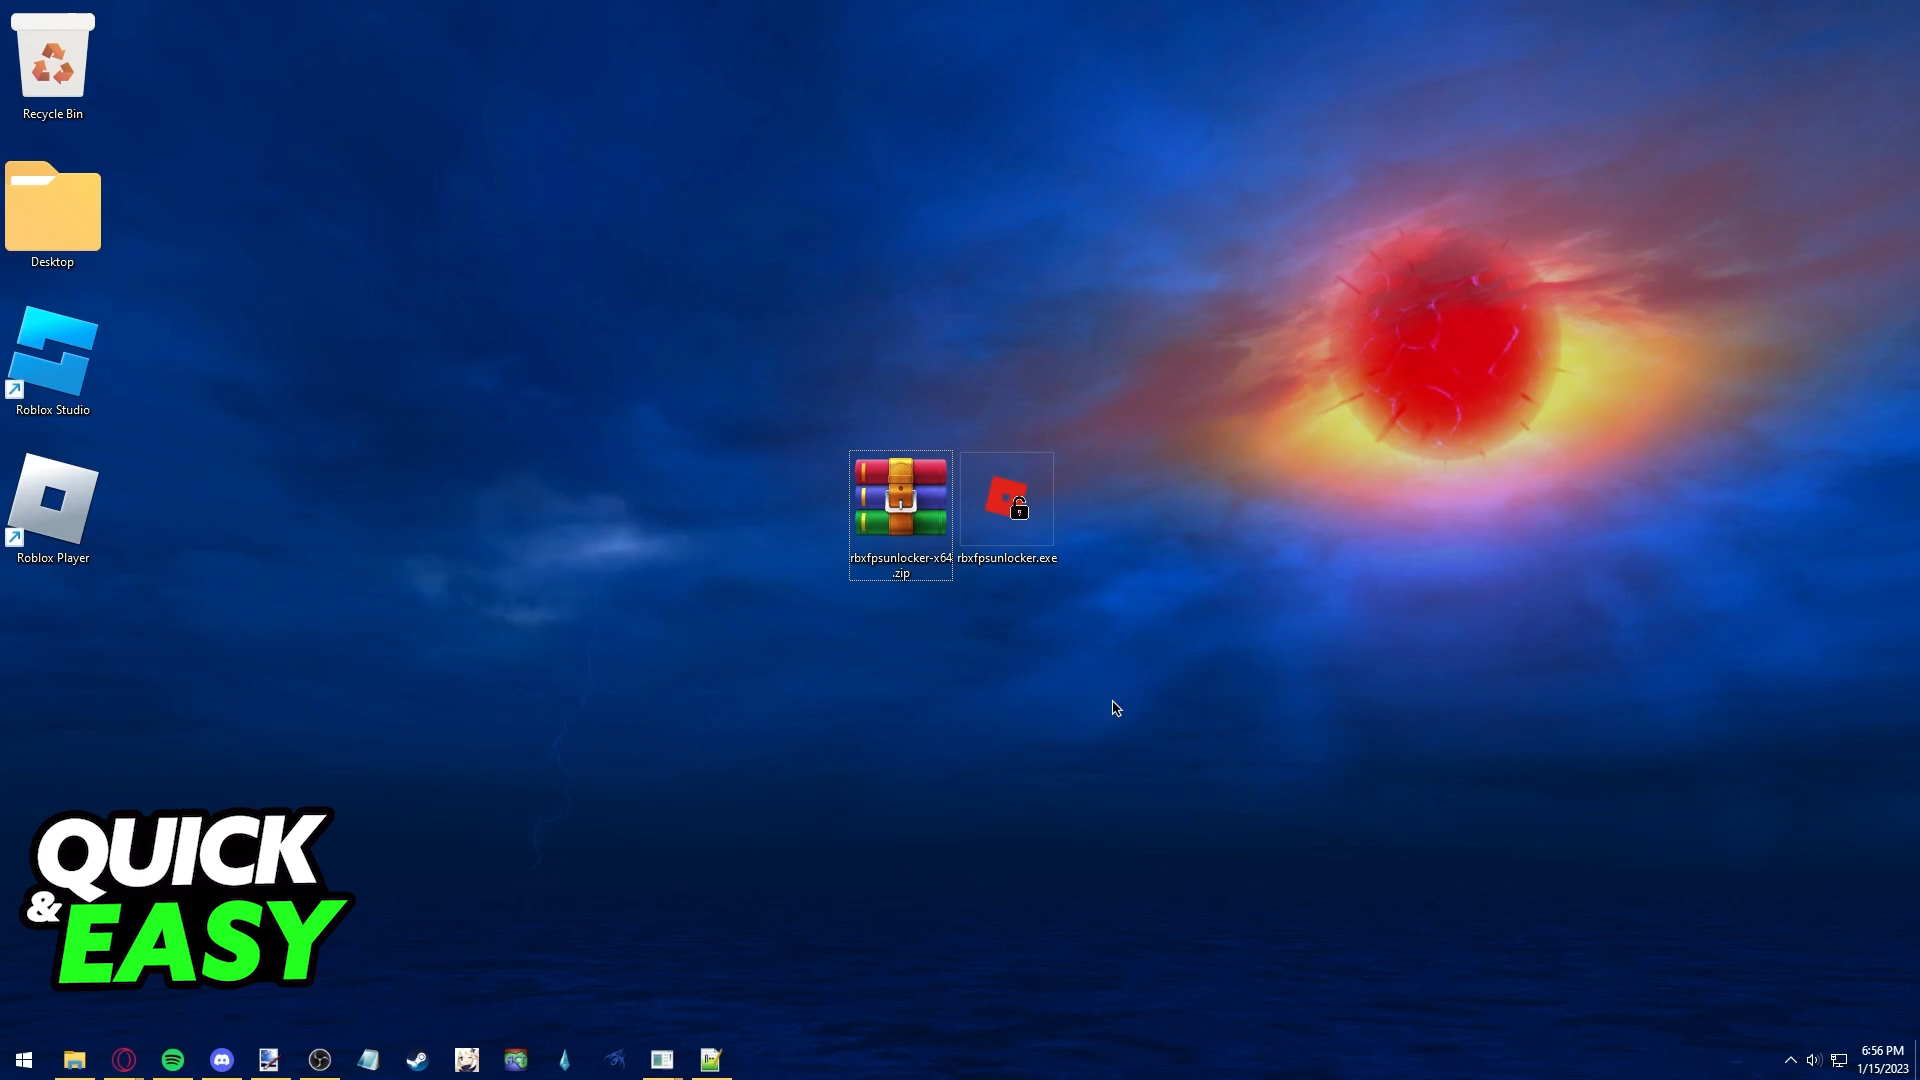 Recycle Bin
Desktop
Roblox Studio
Roblox Player
rbxfpsunlocker-x64
.zip
rbxfpsunlocker.exe
QUICK
& EASY
6:56 PM
1/15/2023